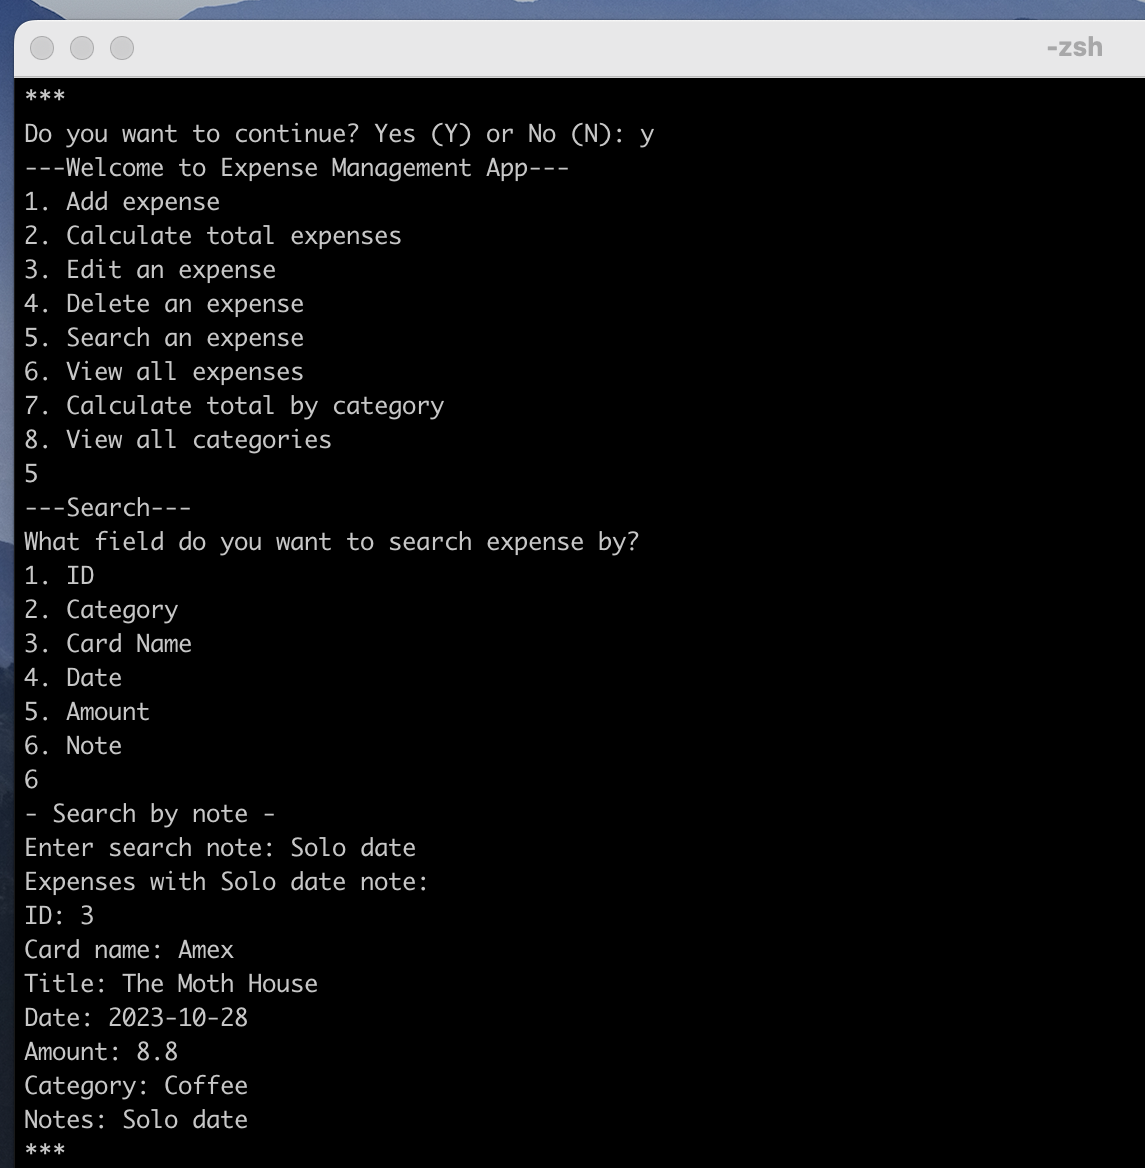 -zsh
***
Do you want to continue? Yes (Y) or No (N): y
---Welcome to Expense Management App---
1. Add expense
2. Calculate total expenses
3. Edit an expense
4. Delete an expense
5. Search an expense
6. View all expenses
7. Calculate total by category
8. View all categories
5
---Search---
What field do you want to search expense by?
1. ID
2. Category
3. Card Name
4. Date
5. Amount
6. Note
6
- Search by note -
Enter search note: Solo date
Expenses with Solo date note:
ID: 3
Card name: Amex
Title: The Moth House
Date: 2023-10-28
Amount: 8.8
Category: Coffee
Notes: Solo date
***